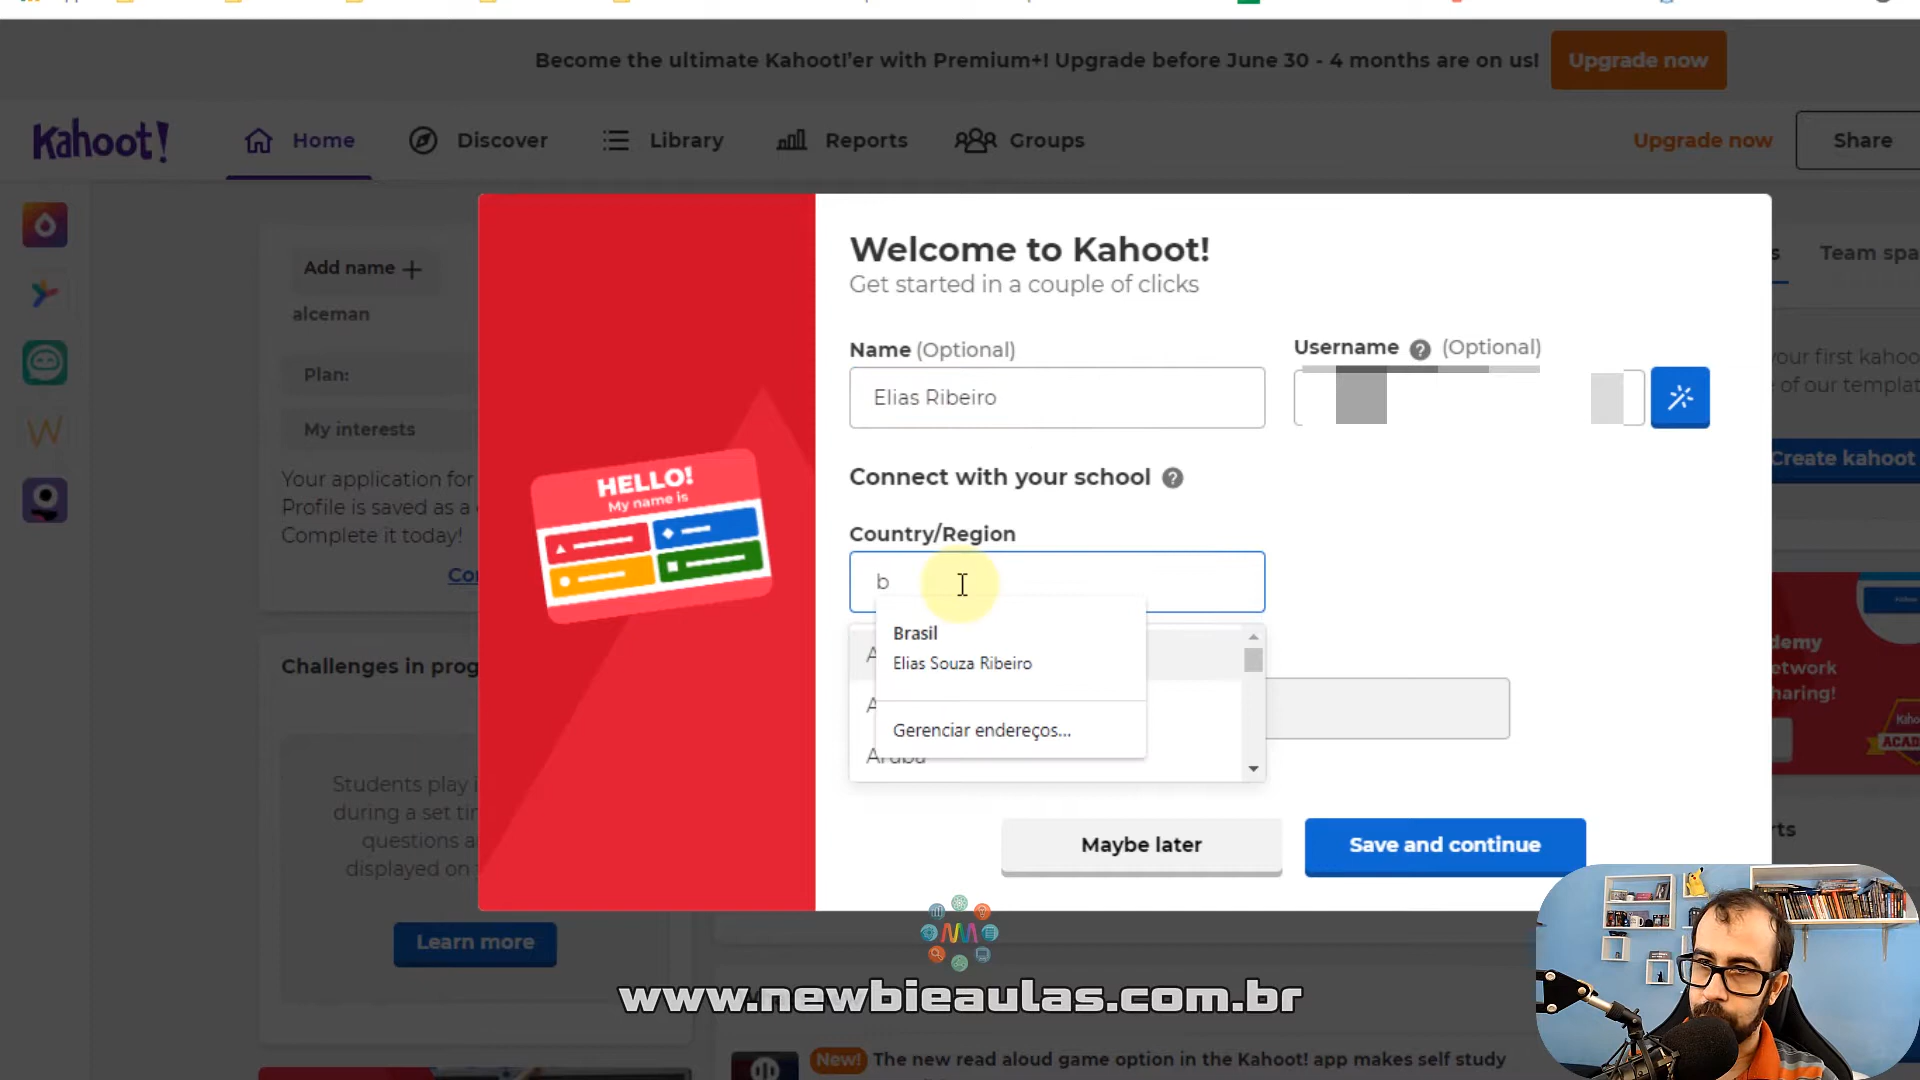 Become the ultimate Kahoot!'er with Premium+! Upgrade before June 30 - 4 months are on us!
Upgrade now
Kahoot!
Home
Discover
Library
Reports
Groups
Upgrade now
Share
Add name +
alceman
Plan:
My interests
Your application for
Profile is saved as a
Complete it today!
Challenges in prog
Students play i
during a set tin
questions a
displayed on
Learn more
HELLO!
My name is
Welcome to Kahoot!
Get started in a couple of clicks
Name (Optional)
Elias Ribeiro
Username ? (Optional)
Connect with your school ?
Country/Region
b
Brasil
Elias Souza Ribeiro
Gerenciar endereços...
Aruba
Maybe later
Save and continue
Team spa
your first kahoo
e of our templat
Create kahoot
demy
etwork
haring!
Kaho
ACADE
rts
www.newbieaulas.com.br
New! The new read aloud game option in the Kahoot! app makes self study